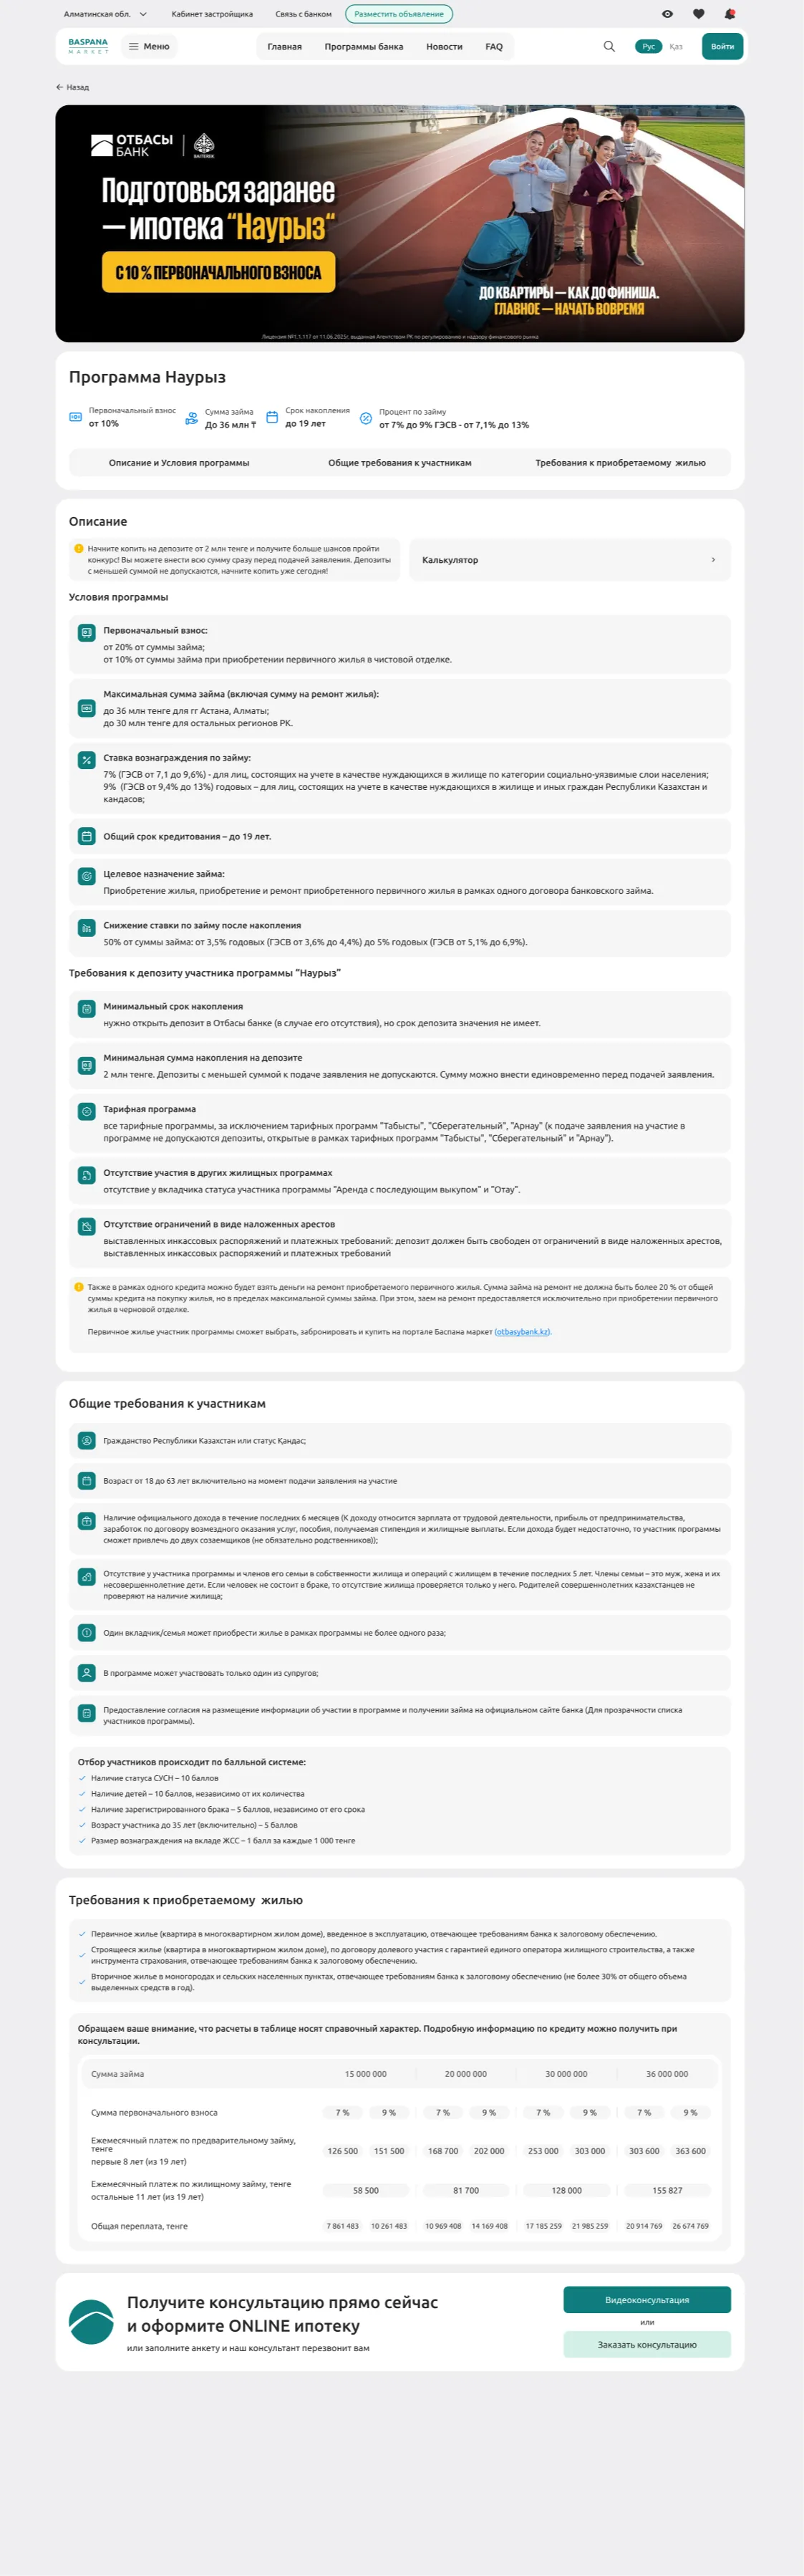 Алматинская обл.
Кабинет застройщика
Связь с банком
Разместить объявление
BASPANA
MARKET
Меню
Главная
Программы банка
Новости
FAQ
Рус
Қаз
Войти
Назад
ОТБАСЫ
БАНК
BAITEREK
Подготовься заранее
— ипотека “Наурыз“
С 10 % ПЕРВОНАЧАЛЬНОГО ВЗНОСА
ДО КВАРТИРЫ — КАК ДО ФИНИША.
ГЛАВНОЕ — НАЧАТЬ ВОВРЕМЯ
Лицензия №1.1.117 от 11.06.2025г, выданная Агентством РК по регулированию и надзору финансового рынка
Программа Наурыз
Первоначальный взнос
от 10%
Сумма займа
До 36 млн ₸
Срок накопления
до 19 лет
Процент по займу
от 7% до 9% ГЭСВ - от 7,1% до 13%
Описание и Условия программы
Общие требования к участникам
Требования к приобретаемому жилью
Описание
Начните копить на депозите от 2 млн тенге и получите больше шансов пройти
конкурс! Вы можете внести всю сумму сразу перед подачей заявления. Депозиты
с меньшей суммой не допускаются, начните копить уже сегодня!
Калькулятор
Условия программы
Первоначальный взнос:
от 20% от суммы займа;
от 10% от суммы займа при приобретении первичного жилья в чистовой отделке.
Максимальная сумма займа (включая сумму на ремонт жилья):
до 36 млн тенге для гг Астана, Алматы;
до 30 млн тенге для остальных регионов РК.
Ставка вознаграждения по займу:
7% (ГЭСВ от 7,1 до 9,6%) - для лиц, состоящих на учете в качестве нуждающихся в жилище по категории социально-уязвимые слои населения;
9% (ГЭСВ от 9,4% до 13%) годовых – для лиц, состоящих на учете в качестве нуждающихся в жилище и иных граждан Республики Казахстан и
кандасов;
Общий срок кредитования – до 19 лет.
Целевое назначение займа:
Приобретение жилья, приобретение и ремонт приобретенного первичного жилья в рамках одного договора банковского займа.
Снижение ставки по займу после накопления
50% от суммы займа: от 3,5% годовых (ГЭСВ от 3,6% до 4,4%) до 5% годовых (ГЭСВ от 5,1% до 6,9%).
Требования к депозиту участника программы "Наурыз"
Минимальный срок накопления
нужно открыть депозит в Отбасы банке (в случае его отсутствия), но срок депозита значения не имеет.
Минимальная сумма накопления на депозите
2 млн тенге. Депозиты с меньшей суммой к подаче заявления не допускаются. Сумму можно внести единовременно перед подачей заявления.
Тарифная программа
все тарифные программы, за исключением тарифных программ "Табысты", "Сберегательный", "Арнау" (к подаче заявления на участие в
программе не допускаются депозиты, открытые в рамках тарифных программ "Табысты", "Сберегательный" и "Арнау").
Отсутствие участия в других жилищных программах
отсутствие у вкладчика статуса участника программы "Аренда с последующим выкупом" и "Отау".
Отсутствие ограничений в виде наложенных арестов
выставленных инкассовых распоряжений и платежных требований: депозит должен быть свободен от ограничений в виде наложенных арестов,
выставленных инкассовых распоряжений и платежных требований
Также в рамках одного кредита можно будет взять деньги на ремонт приобретаемого первичного жилья. Сумма займа на ремонт не должна быть более 20 % от общей
суммы кредита на покупку жилья, но в пределах максимальной суммы займа. При этом, заем на ремонт предоставляется исключительно при приобретении первичного
жилья в черновой отделке.
Первичное жилье участник программы сможет выбрать, забронировать и купить на портале Баспана маркет (otbasybank.kz).
Общие требования к участникам
Гражданство Республики Казахстан или статус Қандас;
Возраст от 18 до 63 лет включительно на момент подачи заявления на участие
Наличие официального дохода в течение последних 6 месяцев (К доходу относится зарплата от трудовой деятельности, прибыль от предпринимательства,
заработок по договору возмездного оказания услуг, пособия, получаемая стипендия и жилищные выплаты. Если дохода будет недостаточно, то участник программы
сможет привлечь до двух созаемщиков (не обязательно родственников));
Отсутствие у участника программы и членов его семьи в собственности жилища и операций с жилищем в течение последних 5 лет. Члены семьи – это муж, жена и их
несовершеннолетние дети. Если человек не состоит в браке, то отсутствие жилища проверяется только у него. Родителей совершеннолетних казахстанцев не
проверяют на наличие жилища;
Один вкладчик/семья может приобрести жилье в рамках программы не более одного раза;
В программе может участвовать только один из супругов;
Предоставление согласия на размещение информации об участии в программе и получении займа на официальном сайте банка (Для прозрачности списка
участников программы).
Отбор участников происходит по балльной системе:
Наличие статуса СУСН – 10 баллов
Наличие детей – 10 баллов, независимо от их количества
Наличие зарегистрированного брака – 5 баллов, независимо от его срока
Возраст участника до 35 лет (включительно) – 5 баллов
Размер вознаграждения на вкладе ЖСС – 1 балл за каждые 1 000 тенге
Требования к приобретаемому жилью
Первичное жилье (квартира в многоквартирном жилом доме), введенное в эксплуатацию, отвечающее требованиям банка к залоговому обеспечению.
Строящееся жилье (квартира в многоквартирном жилом доме), по договору долевого участия с гарантией единого оператора жилищного строительства, а также
инструмента страхования, отвечающее требованиям банка к залоговому обеспечению.
Вторичное жилье в моногородах и сельских населенных пунктах, отвечающее требованиям банка к залоговому обеспечению (не более 30% от общего объема
выделенных средств в год).
Обращаем ваше внимание, что расчеты в таблице носят справочный характер. Подробную информацию по кредиту можно получить при
консультации.
Сумма займа 15 000 000 20 000 000 30 000 000 36 000 000
Сумма первоначального взноса 7 % 9 % 7 % 9 % 7 % 9 % 7 % 9 %
Ежемесячный платеж по предварительному займу,
тенге
первые 8 лет (из 19 лет)
126 500 151 500 168 700 202 000 253 000 303 000 303 600 363 600
Ежемесячный платеж по жилищному займу, тенге
остальные 11 лет (из 19 лет)
58 500 81 700 128 000 155 827
Общая переплата, тенге 7 861 483 10 261 483 10 969 408 14 169 408 17 185 259 21 985 259 20 914 769 26 674 769
Получите консультацию прямо сейчас
и оформите ONLINE ипотеку
или заполните анкету и наш консультант перезвонит вам
Видеоконсультация
или
Заказать консультацию